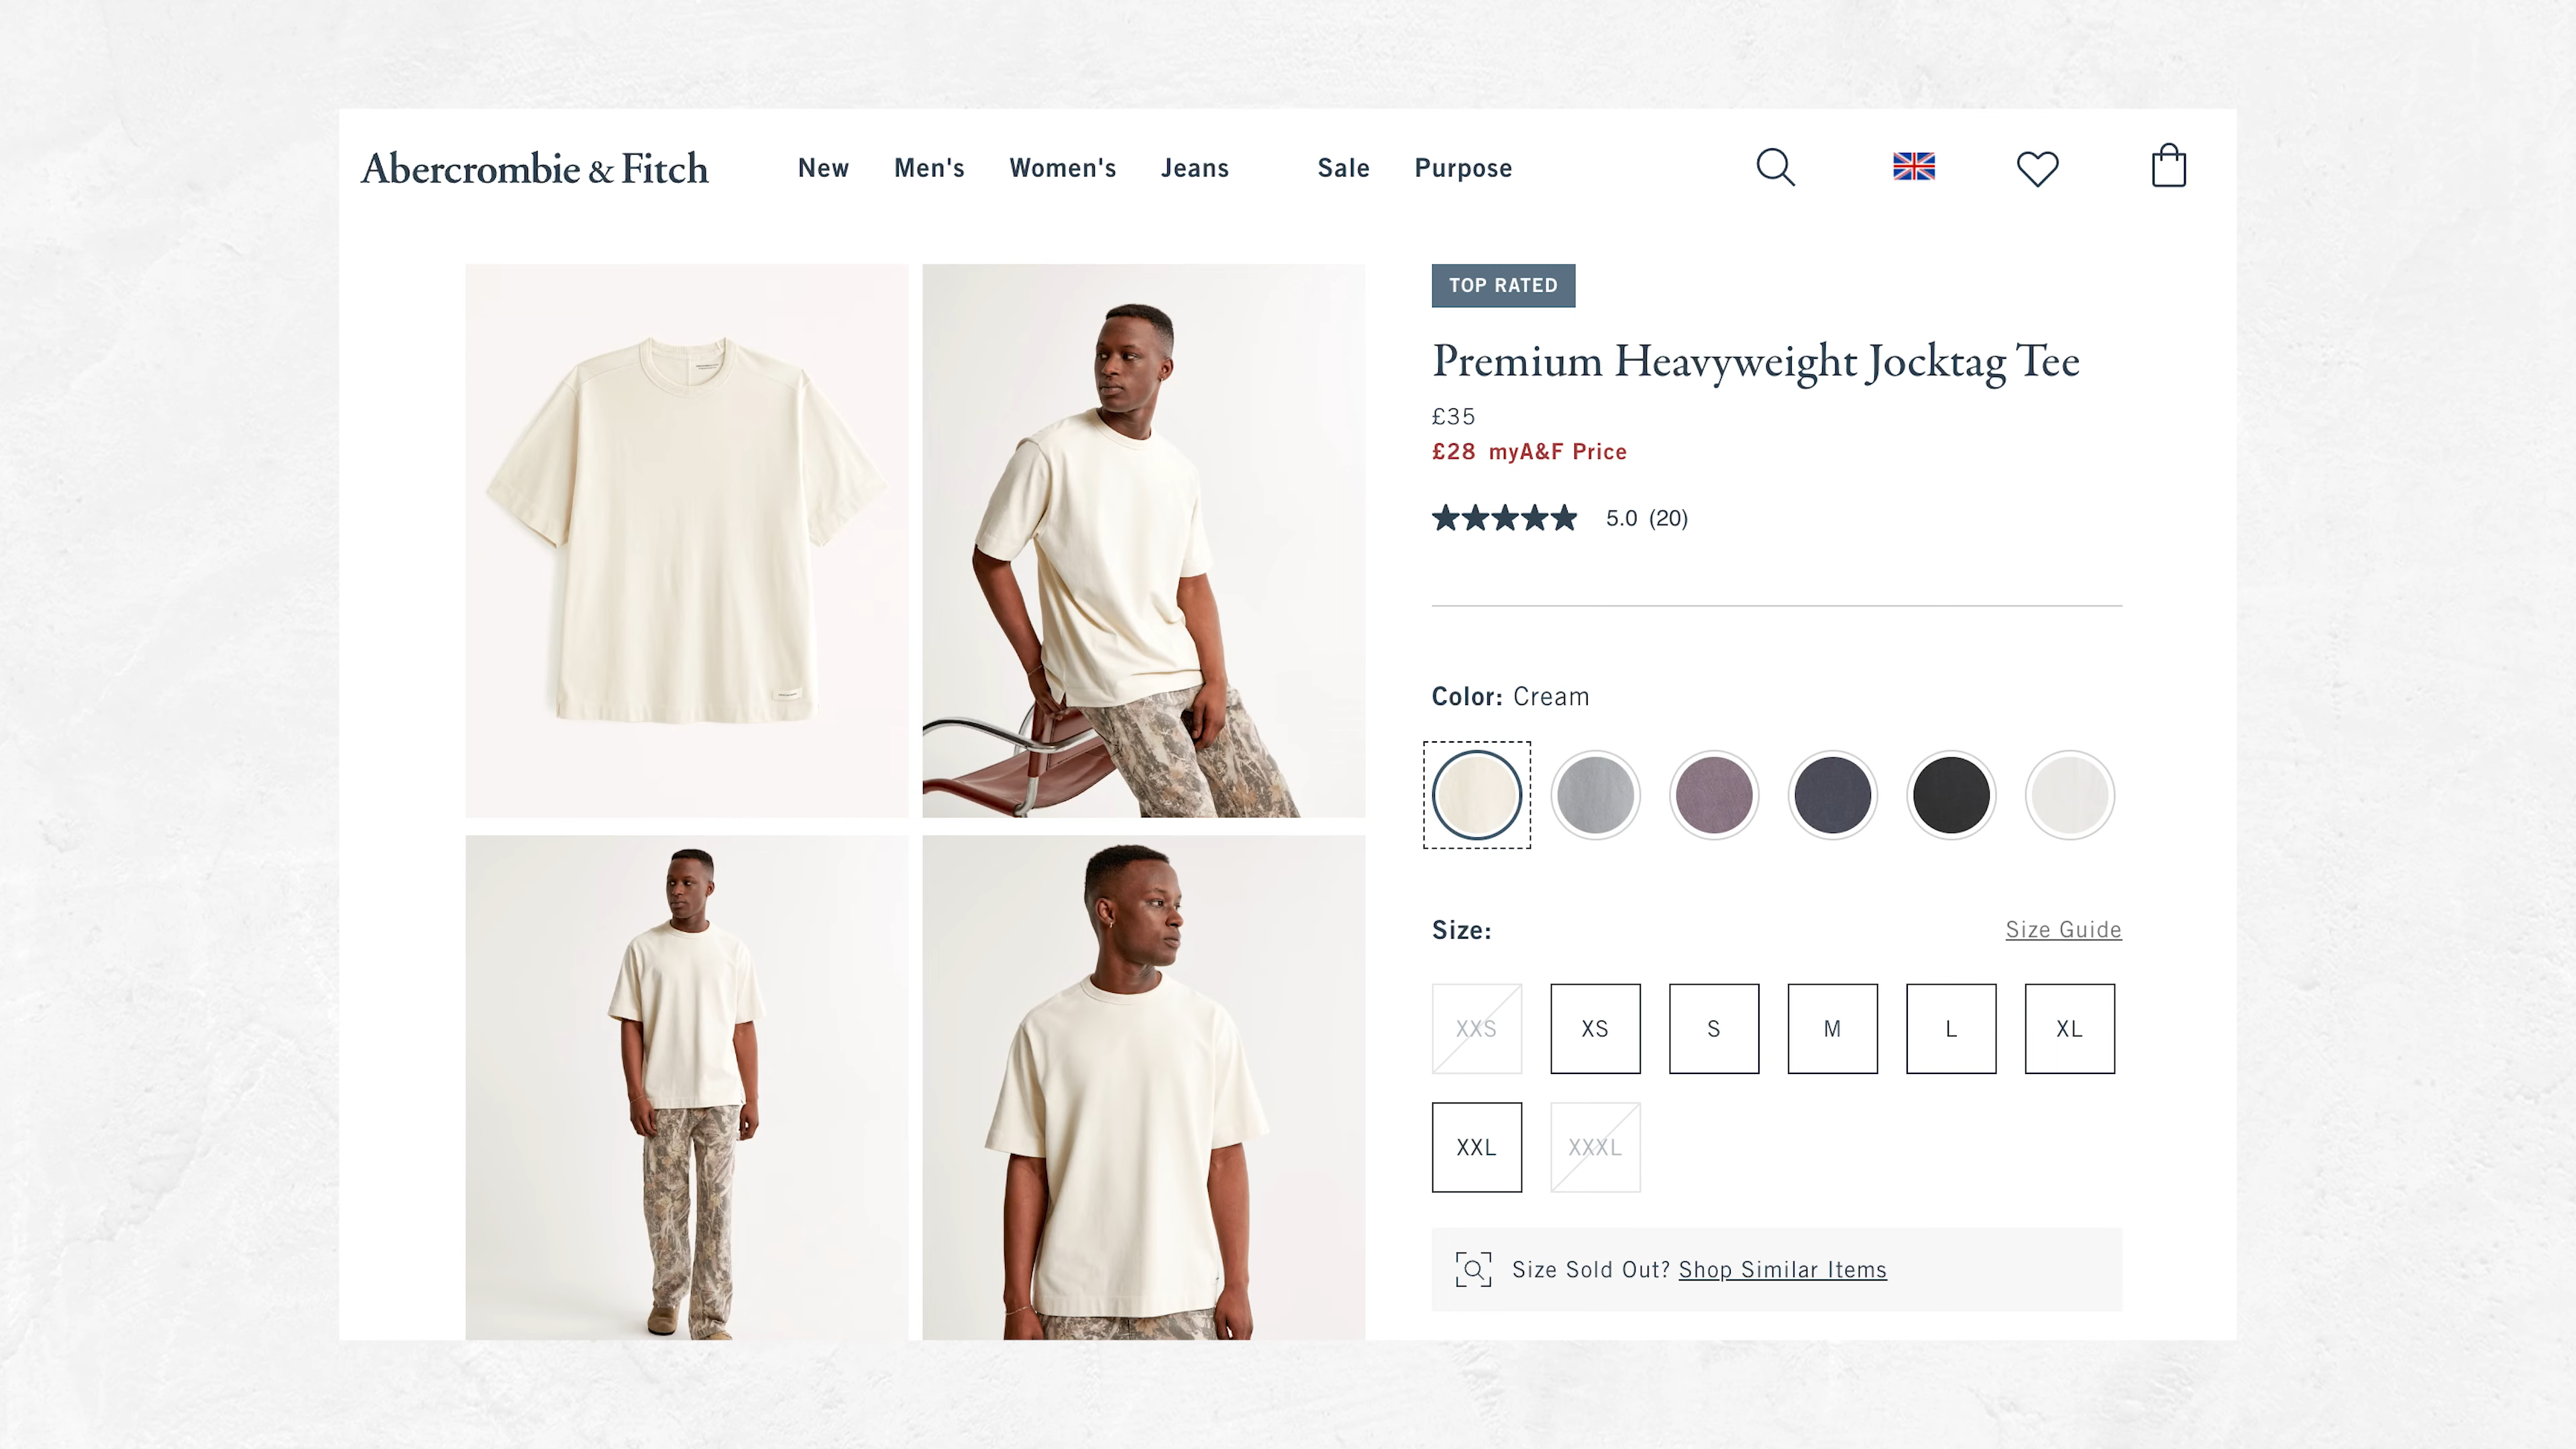 Abercrombie & Fitch
New Men's Women's Jeans Sale Purpose
TOP RATED
Premium Heavyweight Jocktag Tee
£35
£28 myA&F Price
5.0 (20)
Color: Cream
Size:
Size Guide
XXS XS S M L XL
XXL XXXL
Size Sold Out? Shop Similar Items